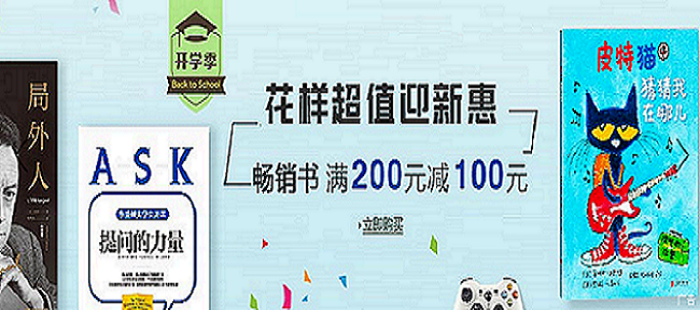 局外人
ASK
提问的力量
开学季
Back to School
花样超值迎新惠
畅销书 满200元减100元
立即购买
皮特猫
猜猜我
在哪儿
广告